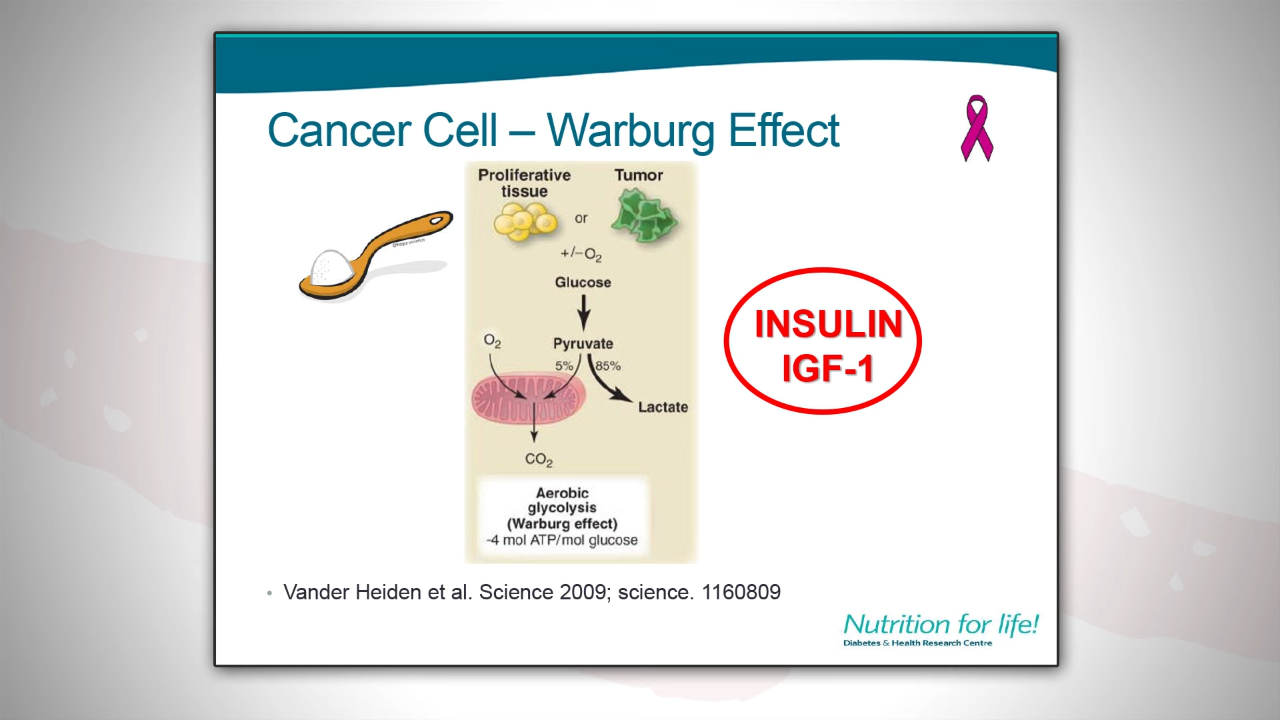 Cancer Cell – Warburg Effect
Proliferative
tissue
Tumor
or
+/–O₂
Glucose
O₂
Pyruvate
5%
85%
Lactate
CO₂
Aerobic
glycolysis
(Warburg effect)
~4 mol ATP/mol glucose
INSULIN
IGF-1
• Vander Heiden et al. Science 2009; science. 1160809
Nutrition for life!
Diabetes & Health Research Centre